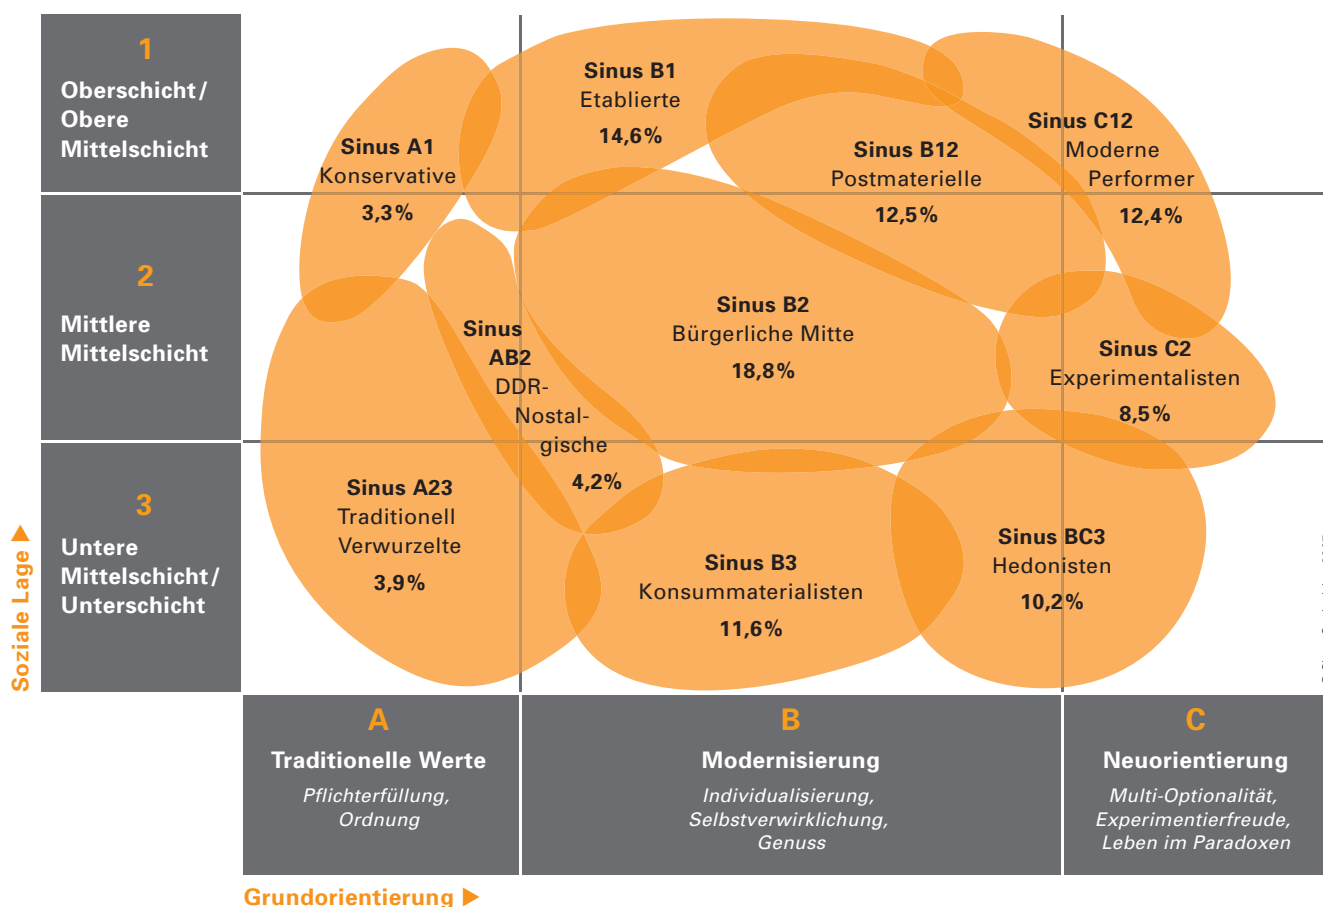 1
Oberschicht/
Obere
Mittelschicht
2
Mittlere
Mittelschicht
3
Untere
Mittelschicht/
Unterschicht
Soziale Lage ▶
Sinus A1
Konservative
3,3%
Sinus B1
Etablierte
14,6%
Sinus B12
Postmaterielle
12,5%
Sinus C12
Moderne
Performer
12,4%
Sinus
AB2
DDR-
Nostal-
gische
4,2%
Sinus B2
Bürgerliche Mitte
18,8%
Sinus C2
Experimentalisten
8,5%
Sinus A23
Traditionell
Verwurzelte
3,9%
Sinus B3
Konsummaterialisten
11,6%
Sinus BC3
Hedonisten
10,2%
A
Traditionelle Werte
Pflichterfüllung,
Ordnung
B
Modernisierung
Individualisierung,
Selbstverwirklichung,
Genuss
C
Neuorientierung
Multi-Optionalität,
Experimentierfreude,
Leben im Paradoxen
Grundorientierung ▶